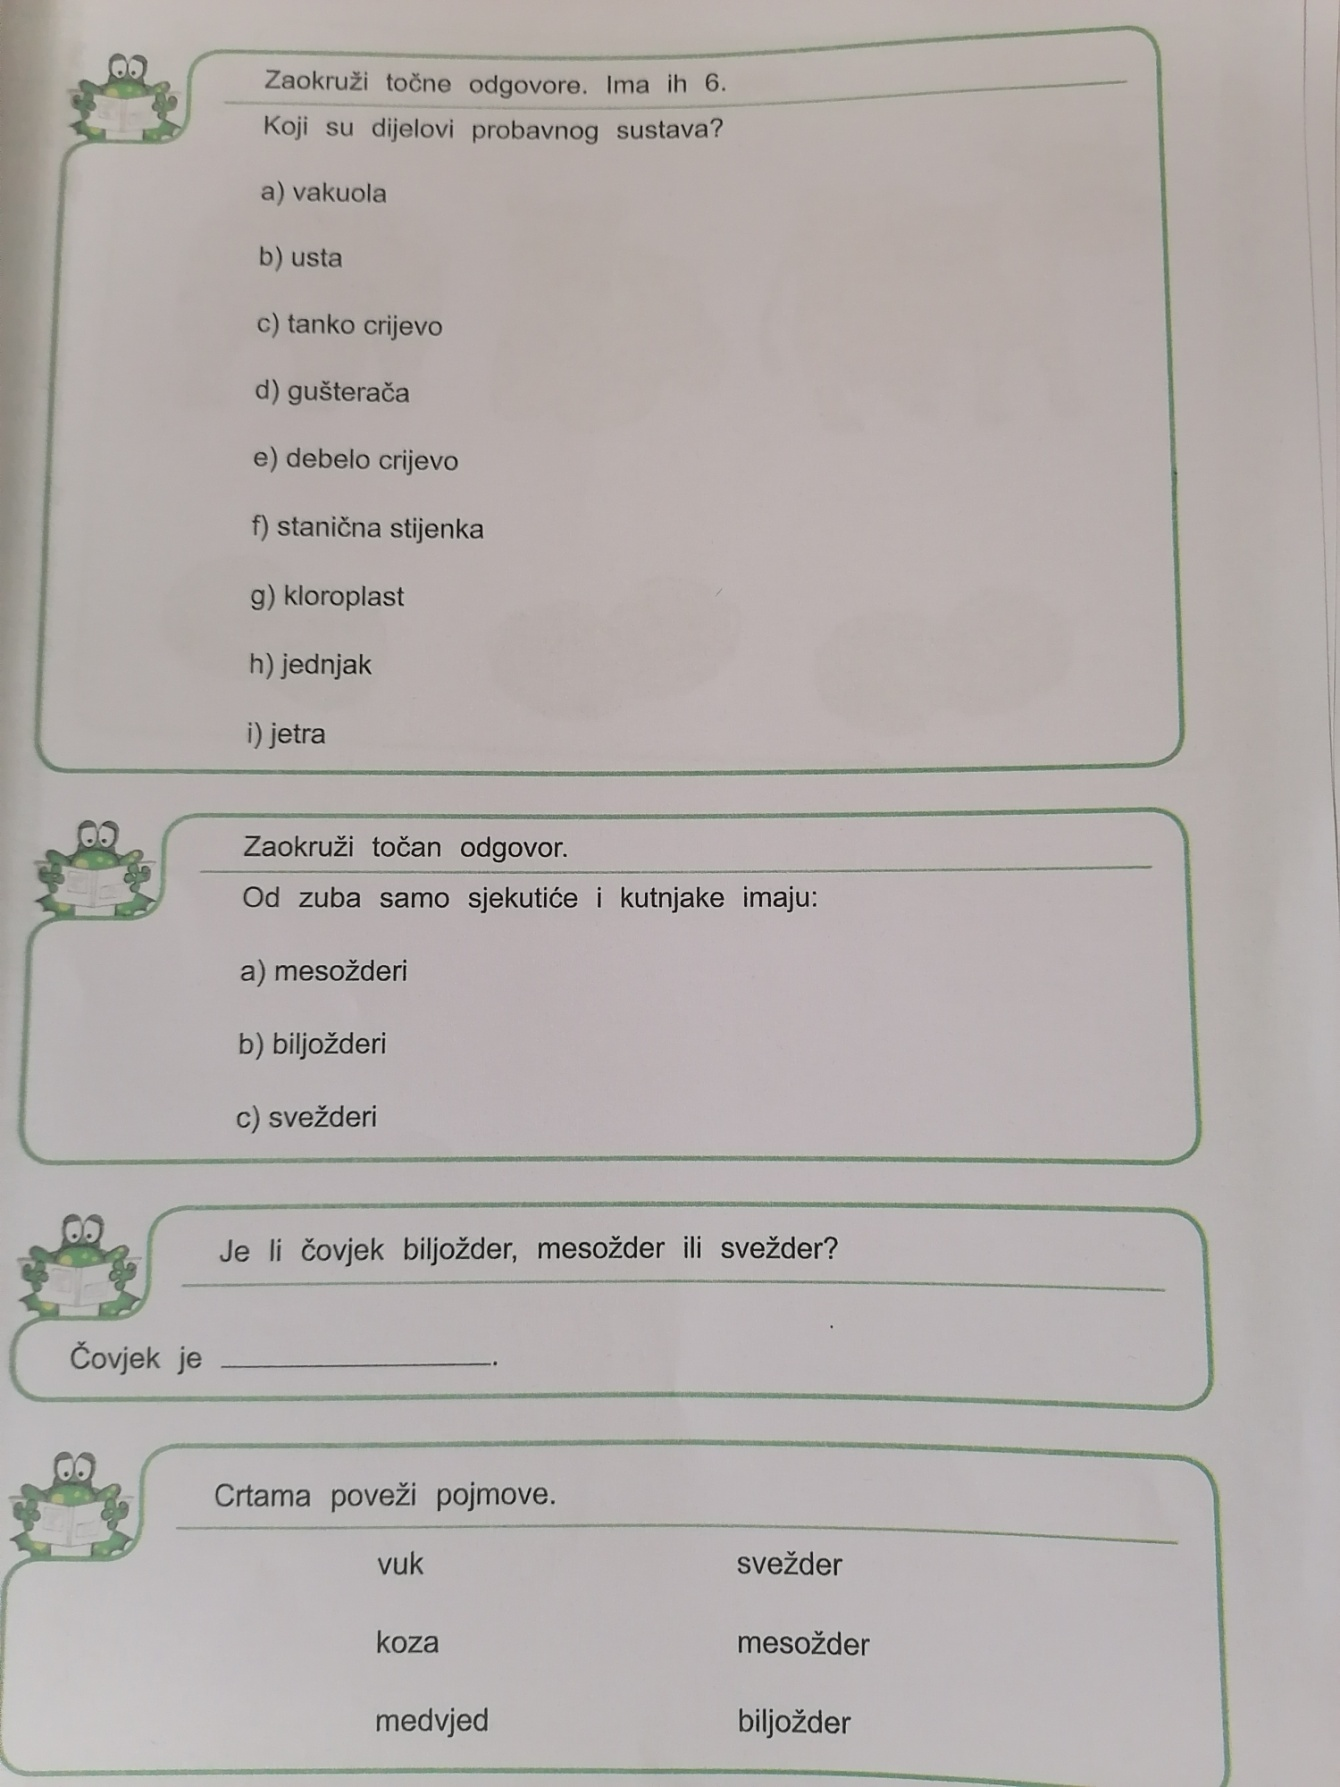 Zaokruži točne odgovore. Ima ih 6.
Koji su dijelovi probavnog sustava?
a) vakuola
b) usta
c) tanko crijevo
d) gušterača
e) debelo crijevo
f) stanična stijenka
g) kloroplast
h) jednjak
i) jetra
Zaokruži točan odgovor.
Od zuba samo sjekutiće i kutnjake imaju:
a) mesožderi
b) biljožderi
c) svežderi
Je li čovjek biljožder, mesožder ili svežder?
Čovjek je ____________________.
Crtama poveži pojmove.
vuk svežder
koza mesožder
medvjed biljožder